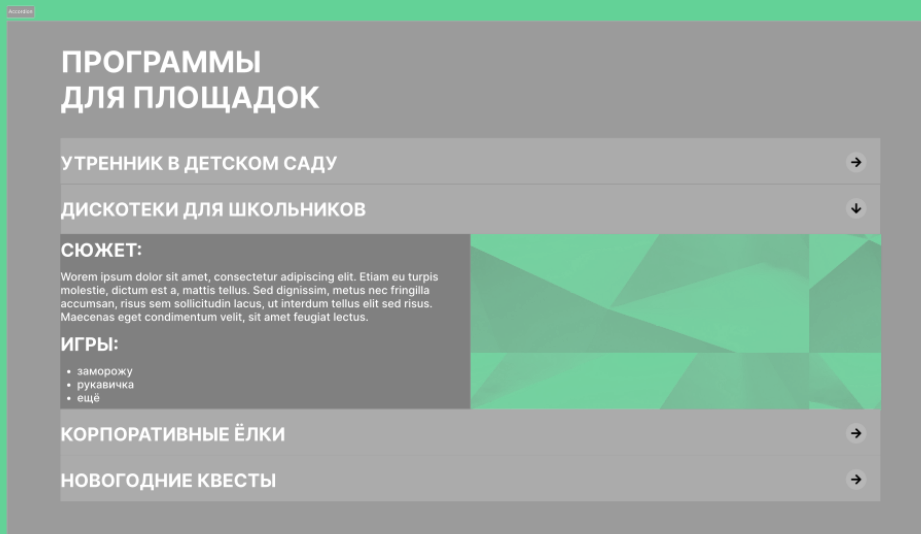 Accordion
ПРОГРАММЫ
ДЛЯ ПЛОЩАДОК
УТРЕННИК В ДЕТСКОМ САДУ
ДИСКОТЕКИ ДЛЯ ШКОЛЬНИКОВ
СЮЖЕТ:
Worem ipsum dolor sit amet, consectetur adipiscing elit. Etiam eu turpis
molestie, dictum est a, mattis tellus. Sed dignissim, metus nec fringilla
accumsan, risus sem sollicitudin lacus, ut interdum tellus elit sed risus.
Maecenas eget condimentum velit, sit amet feugiat lectus.
ИГРЫ:
• заморожу
• рукавичка
• ещё
КОРПОРАТИВНЫЕ ЁЛКИ
НОВОГОДНИЕ КВЕСТЫ